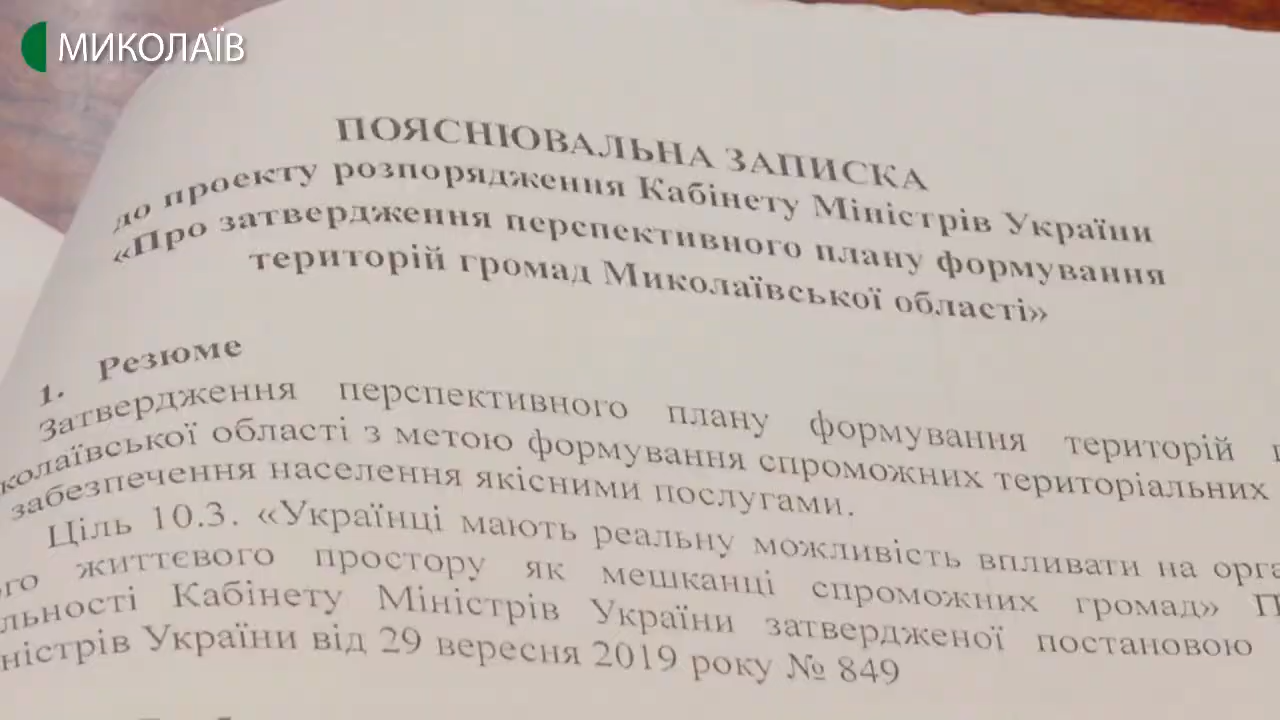 МИКОЛАЇВ
ПОЯСНЮВАЛЬНА ЗАПИСКА
до проекту розпорядження Кабінету Міністрів України
«Про затвердження перспективного плану формування
територій громад Миколаївської області»
1. Резюме
Затвердження перспективного плану формування територій
колаївської області з метою формування спроможних територіальних
забезпечення населення якісними послугами.
Ціль 10.3. «Українці мають реальну можливість впливати на орга
ого життєвого простору як мешканці спроможних громад» П
льності Кабінету Міністрів України затвердженої постановою
ністрів України від 29 вересня 2019 року № 849